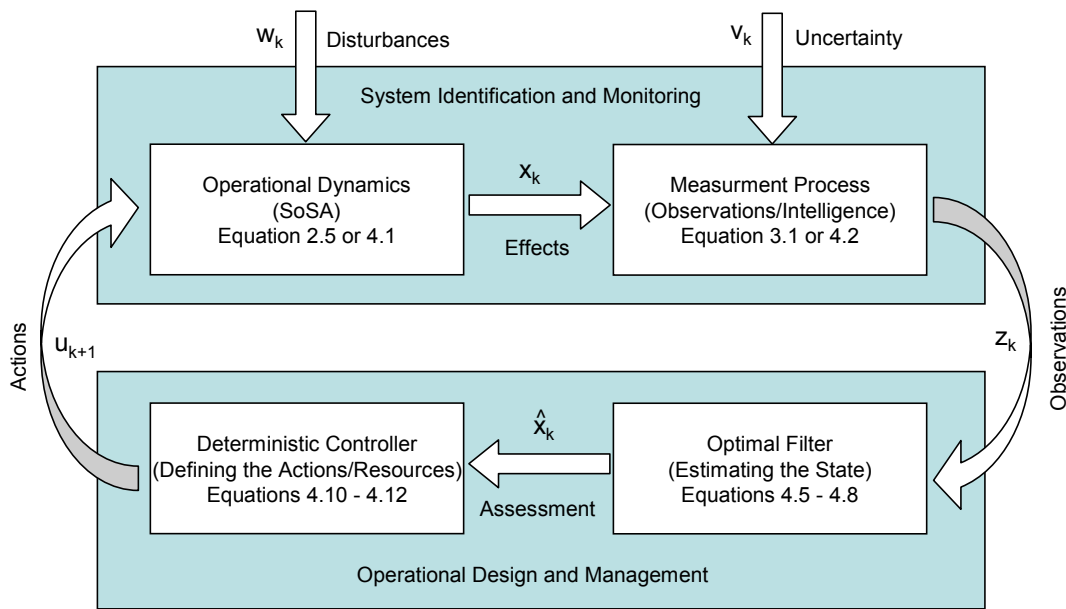 w_k Disturbances
v_k Uncertainty
System Identification and Monitoring
Operational Dynamics
(SoSA)
Equation 2.5 or 4.1
x_k
Effects
Measurment Process
(Observations/Intelligence)
Equation 3.1 or 4.2
Actions
u_{k+1}
z_k
Observations
Deterministic Controller
(Defining the Actions/Resources)
Equations 4.10 - 4.12
x̂_k
Assessment
Optimal Filter
(Estimating the State)
Equations 4.5 - 4.8
Operational Design and Management